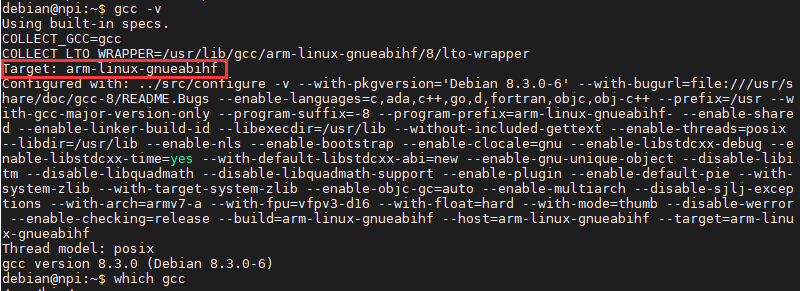 debian@npi:~$ gcc -v
Using built-in specs.
COLLECT_GCC=gcc
COLLECT_LTO_WRAPPER=/usr/lib/gcc/arm-linux-gnueabihf/8/lto-wrapper
Target: arm-linux-gnueabihf
Configured with: ../src/configure -v --with-pkgversion='Debian 8.3.0-6' --with-bugurl=file:///usr/s
hare/doc/gcc-8/README.Bugs --enable-languages=c,ada,c++,go,d,fortran,objc,obj-c++ --prefix=/usr --w
ith-gcc-major-version-only --program-suffix=-8 --program-prefix=arm-linux-gnueabihf- --enable-share
d --enable-linker-build-id --libexecdir=/usr/lib --without-included-gettext --enable-threads=posix
--libdir=/usr/lib --enable-nls --enable-bootstrap --enable-clocale=gnu --enable-libstdcxx-debug --e
nable-libstdcxx-time=yes --with-default-libstdcxx-abi=new --enable-gnu-unique-object --disable-libi
tm --disable-libquadmath --disable-libquadmath-support --enable-plugin --enable-default-pie --with-
system-zlib --with-target-system-zlib --enable-objc-gc=auto --enable-multiarch --disable-sjlj-excep
tions --with-arch=armv7-a --with-fpu=vfpv3-d16 --with-float=hard --with-mode=thumb --disable-werror
--enable-checking=release --build=arm-linux-gnueabihf --host=arm-linux-gnueabihf --target=arm-linu
x-gnueabihf
Thread model: posix
gcc version 8.3.0 (Debian 8.3.0-6)
debian@npi:~$ which gcc